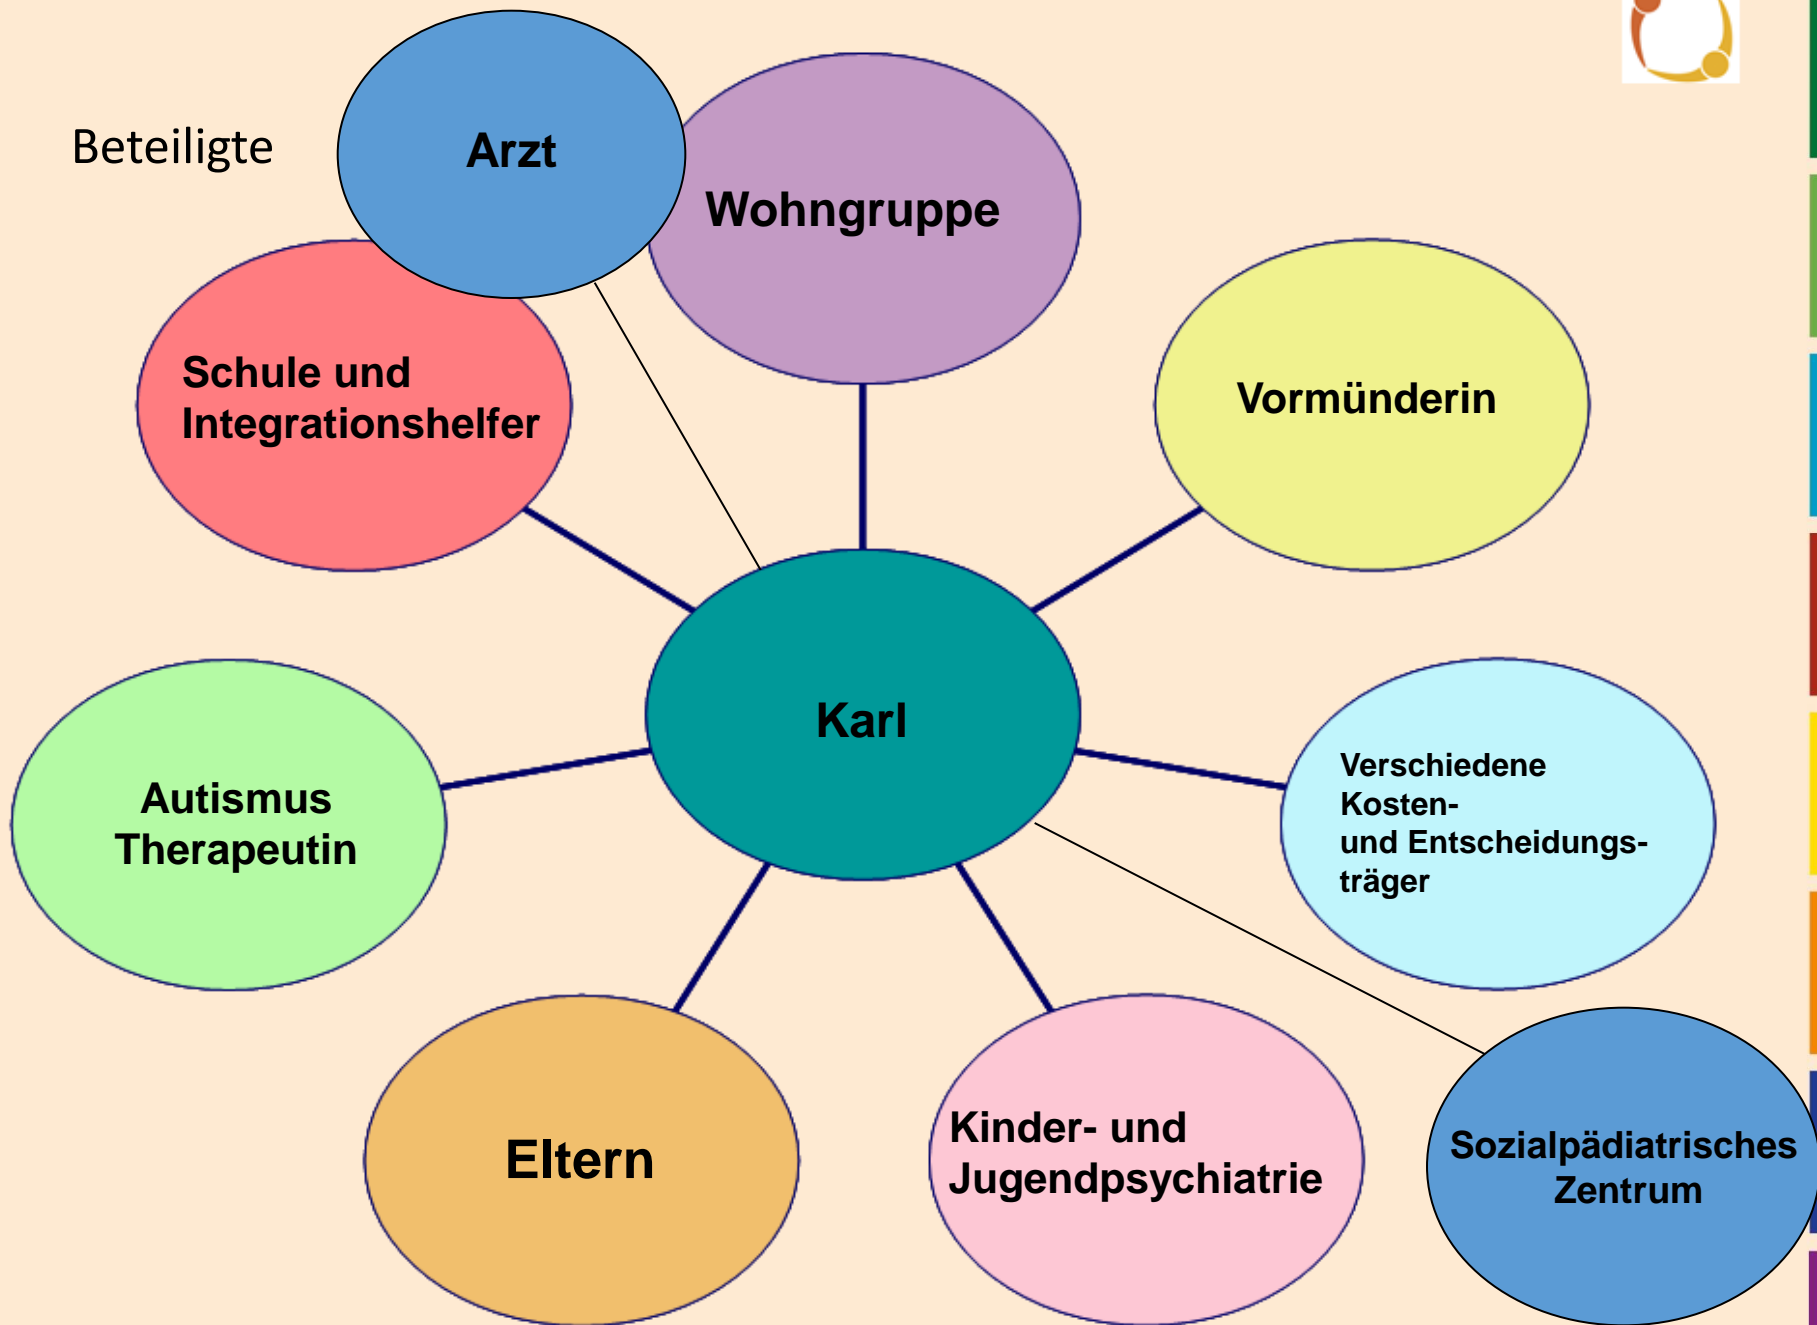 Beteiligte
Arzt
Wohngruppe
Schule und
Integrationshelfer
Vormünderin
Karl
Autismus
Therapeutin
Verschiedene
Kosten-
und Entscheidungs-
träger
Eltern
Kinder- und
Jugendpsychiatrie
Sozialpädiatrisches
Zentrum